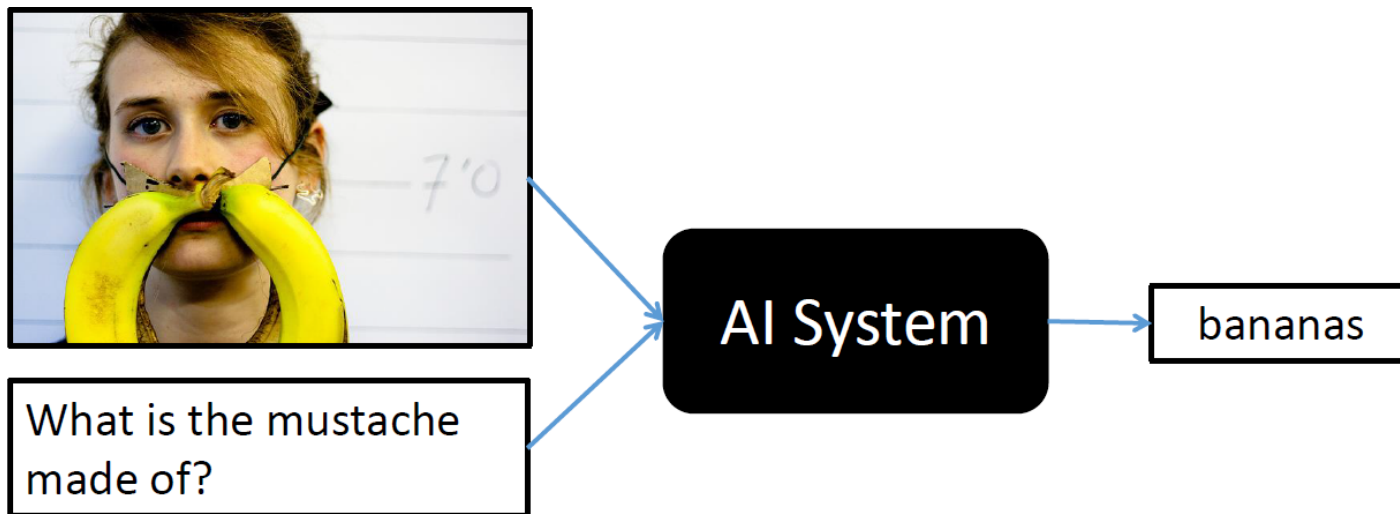 7'0
What is the mustache
made of?
AI System
bananas